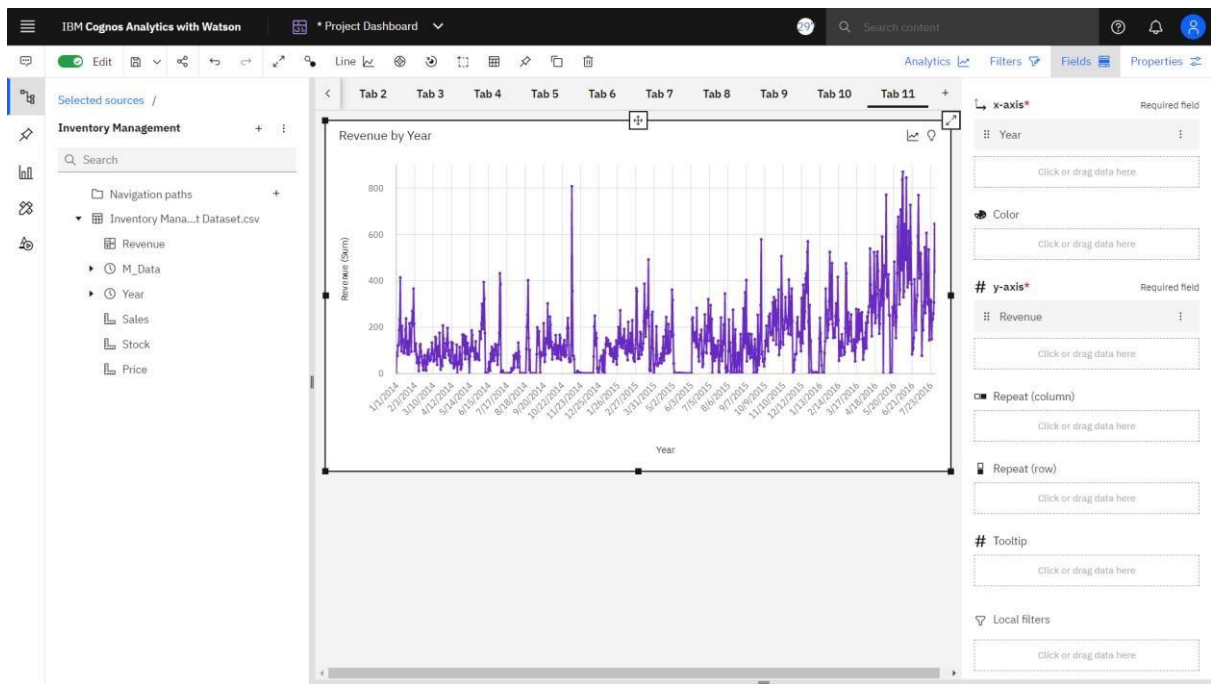 IBM Cognos Analytics with Watson
* Project Dashboard
Search content
Edit
Line
Analytics
Filters
Fields
Properties
Selected sources /
Inventory Management
Search
Navigation paths
Inventory Mana...t Dataset.csv
Revenue
M_Data
Year
Sales
Stock
Price
Tab 2
Tab 3
Tab 4
Tab 5
Tab 6
Tab 7
Tab 8
Tab 9
Tab 10
Tab 11
Revenue by Year
Revenue (Sum)
800
600
400
200
0
1/1/2014
2/3/2014
3/10/2014
4/12/2014
5/14/2014
6/15/2014
7/17/2014
8/18/2014
9/20/2014
10/22/2014
11/23/2014
12/25/2014
1/26/2015
2/27/2015
3/31/2015
5/2/2015
6/3/2015
7/5/2015
8/6/2015
9/7/2015
10/9/2015
11/10/2015
12/12/2015
1/13/2016
2/14/2016
3/17/2016
4/18/2016
5/20/2016
6/21/2016
7/23/2016
Year
x-axis*
Required field
Year
Click or drag data here
Color
Click or drag data here
# y-axis*
Required field
Revenue
Click or drag data here
Repeat (column)
Click or drag data here
Repeat (row)
Click or drag data here
# Tooltip
Click or drag data here
Local filters
Click or drag data here